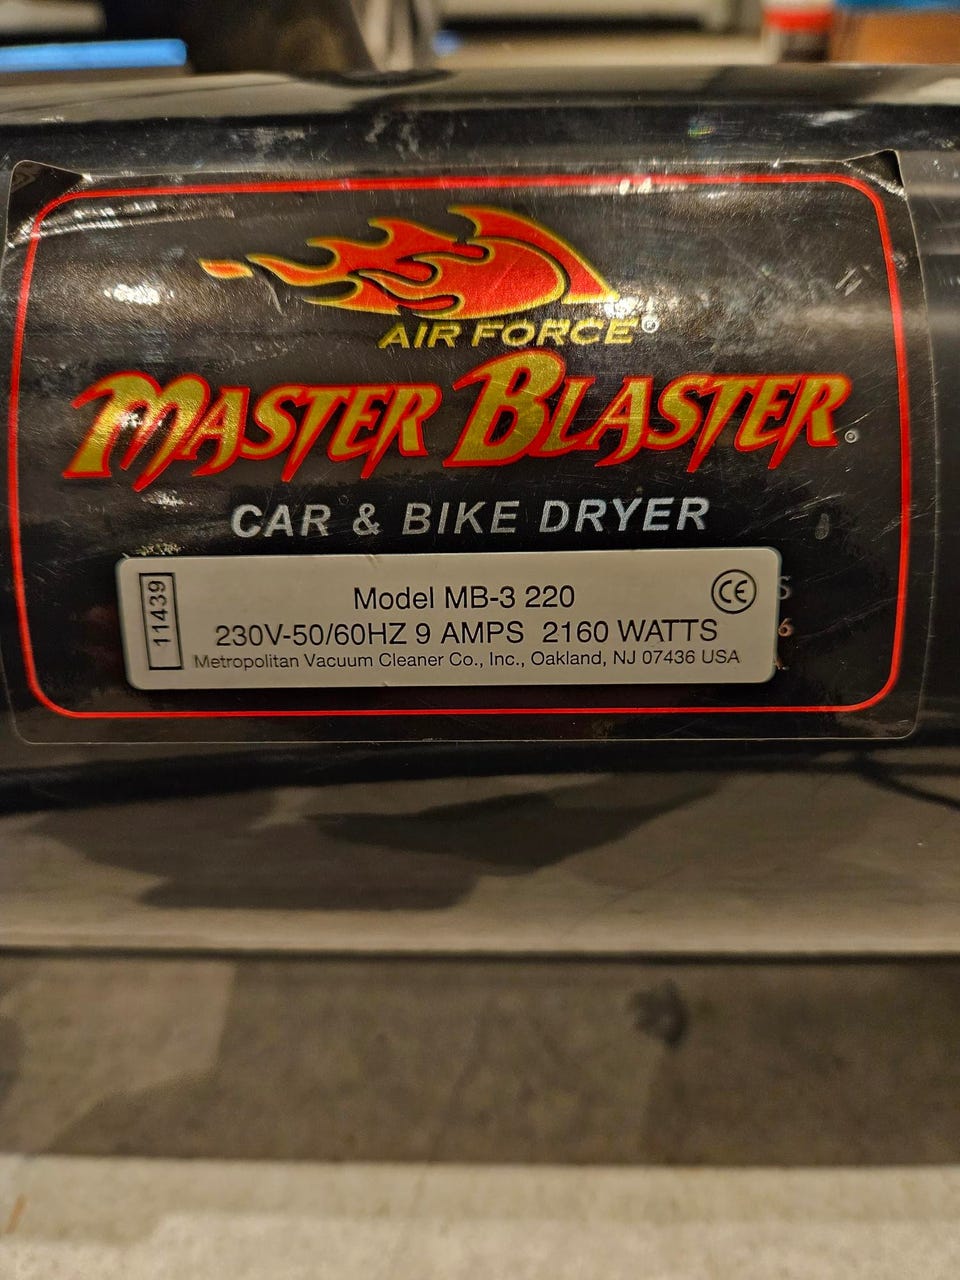 AIR FORCE®
MASTER BLASTER®
CAR & BIKE DRYER
11439
Model MB-3 220
CE
230V-50/60HZ 9 AMPS 2160 WATTS
Metropolitan Vacuum Cleaner Co., Inc., Oakland, NJ 07436 USA